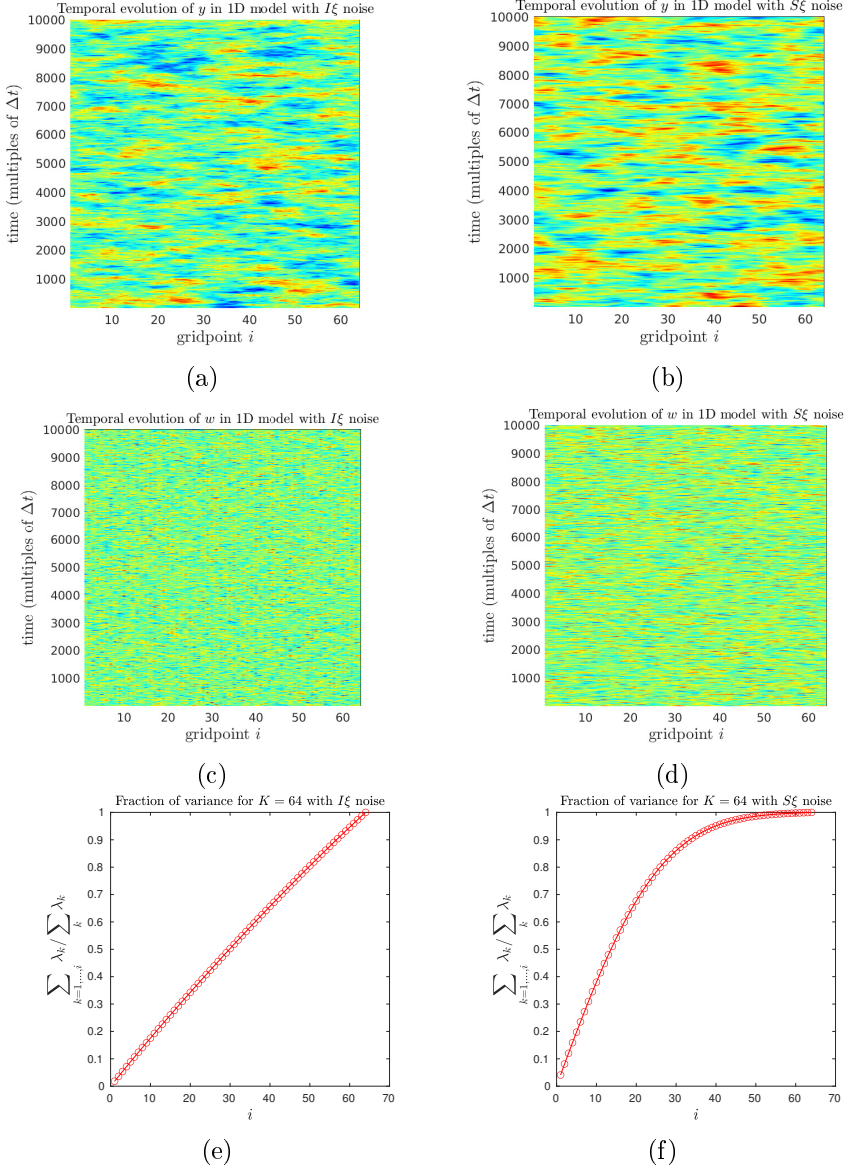 Temporal evolution of y in 1D model with Iξ noise
10000
9000
8000
7000
6000
5000
4000
3000
2000
1000
time (multiples of Δt)
10 20 30 40 50 60
gridpoint i
(a)
Temporal evolution of y in 1D model with Sξ noise
10000
9000
8000
7000
6000
5000
4000
3000
2000
1000
time (multiples of Δt)
10 20 30 40 50 60
gridpoint i
(b)
Temporal evolution of w in 1D model with Iξ noise
10000
9000
8000
7000
6000
5000
4000
3000
2000
1000
time (multiples of Δt)
10 20 30 40 50 60
gridpoint i
(c)
Temporal evolution of w in 1D model with Sξ noise
10000
9000
8000
7000
6000
5000
4000
3000
2000
1000
time (multiples of Δt)
10 20 30 40 50 60
gridpoint i
(d)
Fraction of variance for K = 64 with Iξ noise
1
0.9
0.8
0.7
0.6
0.5
0.4
0.3
0.2
0.1
0
∑ λk / ∑ λk
k=1,...,i k
0 10 20 30 40 50 60 70
i
(e)
Fraction of variance for K = 64 with Sξ noise
1
0.9
0.8
0.7
0.6
0.5
0.4
0.3
0.2
0.1
0
∑ λk / ∑ λk
k=1,...,i k
0 10 20 30 40 50 60 70
i
(f)